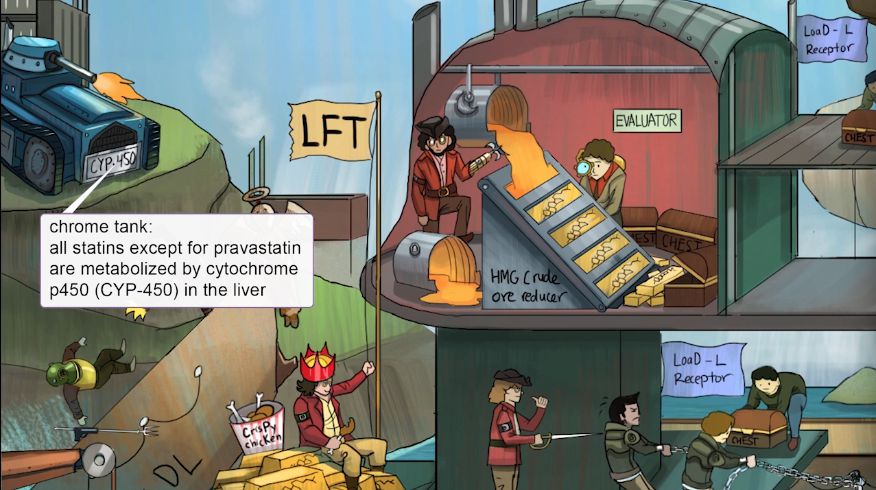 LoaD-L
Receptor
CHEST
LFT
EVALUATOR
CYP-450
chrome tank:
all statins except for pravastatin
are metabolized by cytochrome
p450 (CYP-450) in the liver
EST
CHEST
HMG Crude
ore reducer
LoaD-L
Receptor
CRISPY
chicken
CHEST
DL